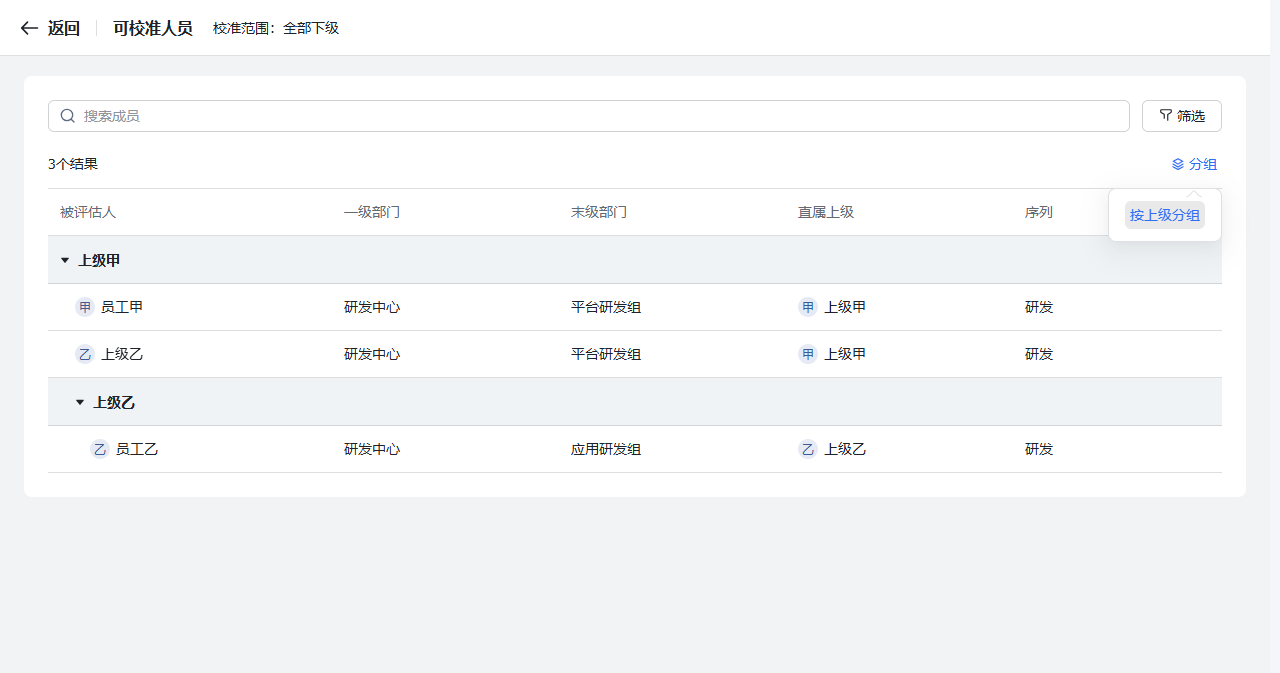 返回 可校准人员 校准范围：全部下级
搜索成员 筛选
3个结果 分组
被评估人 一级部门 末级部门 直属上级 序列
按上级分组
上级甲
甲 员工甲 研发中心 平台研发组 甲 上级甲 研发
乙 上级乙 研发中心 平台研发组 甲 上级甲 研发
上级乙
乙 员工乙 研发中心 应用研发组 乙 上级乙 研发